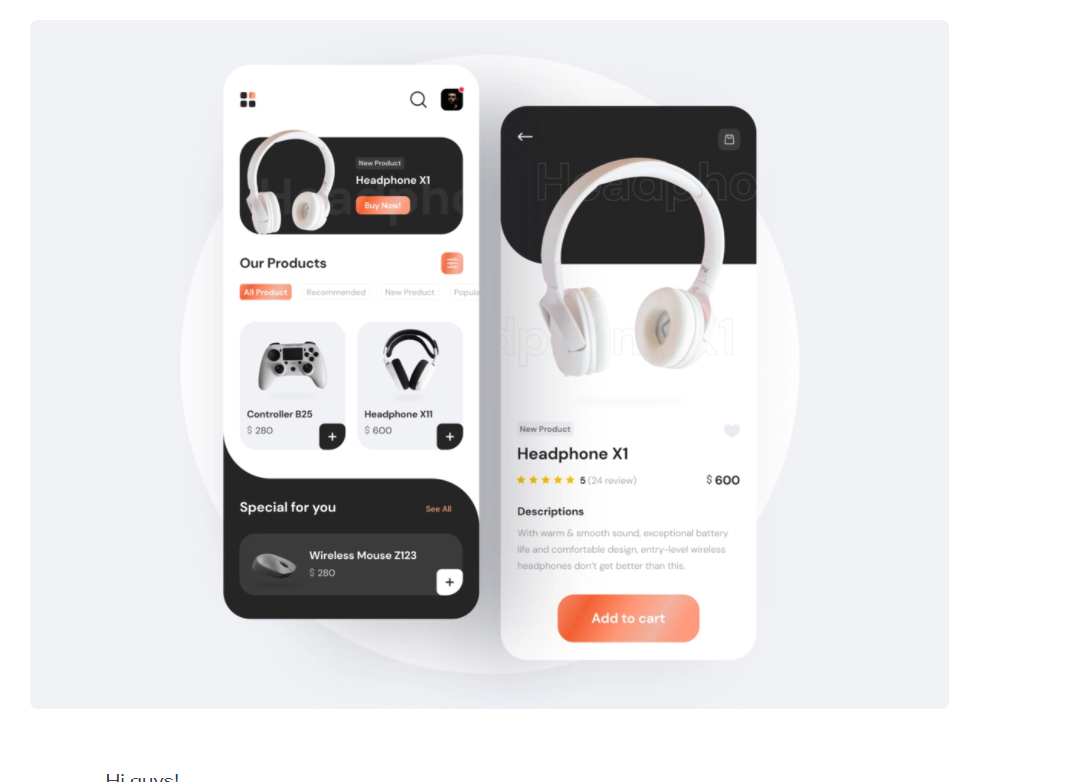 New Product
Headphone X1
Buy Now!
Headpho
Our Products
All Product
Recommended
New Product
Controller B25
$ 280
+
Headphone X11
$ 600
+
Special for you
See All
Wireless Mouse Z123
$ 280
+
Headpho
X1
New Product
Headphone X1
5 (24 review)
$ 600
Descriptions
With warm & smooth sound, exceptional battery
life and comfortable design, entry-level wireless
headphones don't get better than this.
Add to cart
Hi guys!